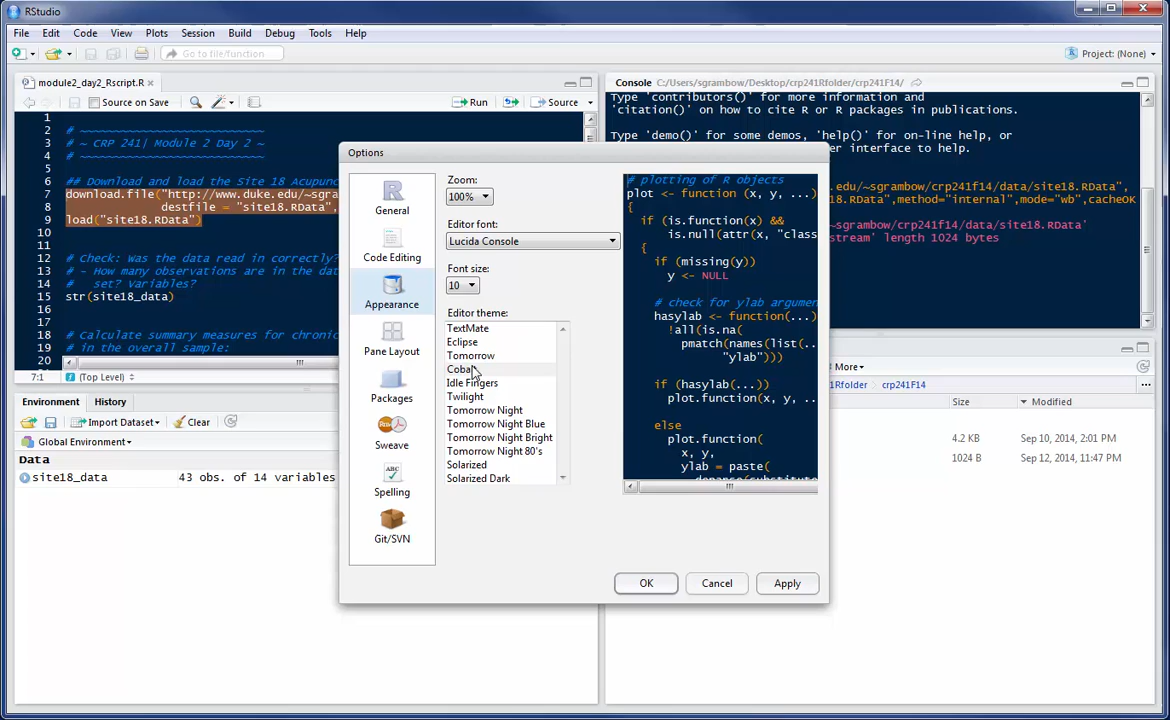 RStudio
File Edit Code View Plots Session Build Debug Tools Help
Go to file/function
Project: (None)
module2_day2_Rscript.R
Source on Save
Run
Source
1
2 # ~~~~~~~~~~~~~~~~~~~~~~~~~~
3 # ~ CRP 241| Module 2 Day 2 ~
4 # ~~~~~~~~~~~~~~~~~~~~~~~~~~
5
6 ## Download and load the Site 18 Acupunc
7 download.file("http://www.duke.edu/~sgram
8 destfile = "site18.RData",
9 load("site18.RData")
10
11
12 # Check: Was the data read in correctly?
13 # - How many observations are in the dat
14 # set? Variables?
15 str(site18_data)
16
17
18 # Calculate summary measures for chronic
19 # in the overall sample:
20
7:1 (Top Level)
Environment History
Import Dataset Clear
Global Environment
Data
site18_data 43 obs. of 14 variables
Console C:/Users/sgrambow/Desktop/crp241Rfolder/crp241F14/
Type 'contributors()' for more information and
'citation()' on how to cite R or R packages in publications.
Type 'demo()' for some demos, 'help()' for on-line help, or
er interface to help.
.edu/~sgrambow/crp241f14/data/site18.RData",
a",method="internal",mode="wb",cacheOK
u/~sgrambow/crp241f14/data/site18.RData'
stream' length 1024 bytes
More
1Rfolder crp241F14 ...
Size Modified
4.2 KB Sep 10, 2014, 2:01 PM
1024 B Sep 12, 2014, 11:47 PM
Options
General
Code Editing
Appearance
Pane Layout
Packages
Sweave
Spelling
ABC
Git/SVN
Zoom:
100%
Editor font:
Lucida Console
Font size:
10
Editor theme:
TextMate
Eclipse
Tomorrow
Cobalt
Idle Fingers
Twilight
Tomorrow Night
Tomorrow Night Blue
Tomorrow Night Bright
Tomorrow Night 80's
Solarized
Solarized Dark
# plotting of R objects
plot <- function (x, y, ...)
{
if (is.function(x) &&
is.null(attr(x, "class
{
if (missing(y))
y <- NULL
# check for ylab argumen
hasylab <- function(...)
!all(is.na(
pmatch(names(list(..
"ylab")))
if (hasylab(...))
plot.function(x, y, ..
else
plot.function(
x, y,
ylab = paste(
deparse(substitute
OK Cancel Apply